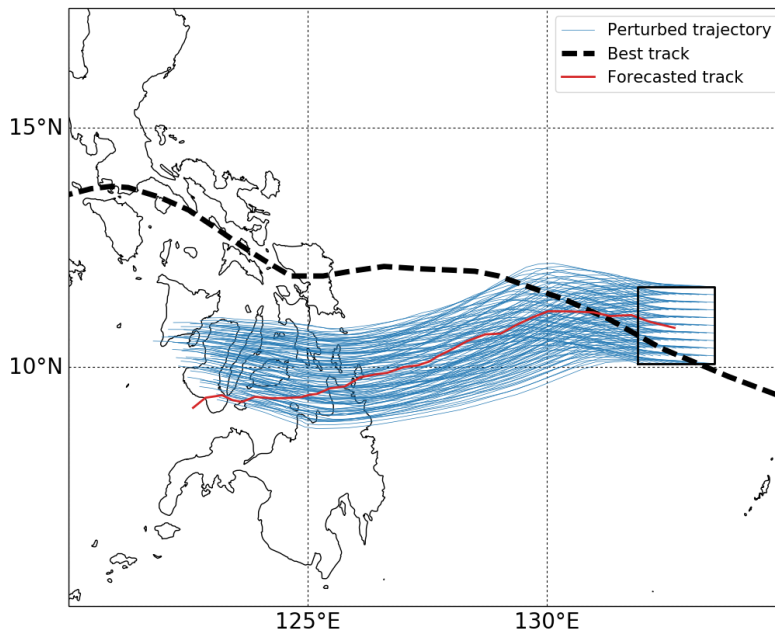 Perturbed trajectory
Best track
Forecasted track
15°N
10°N
125°E
130°E